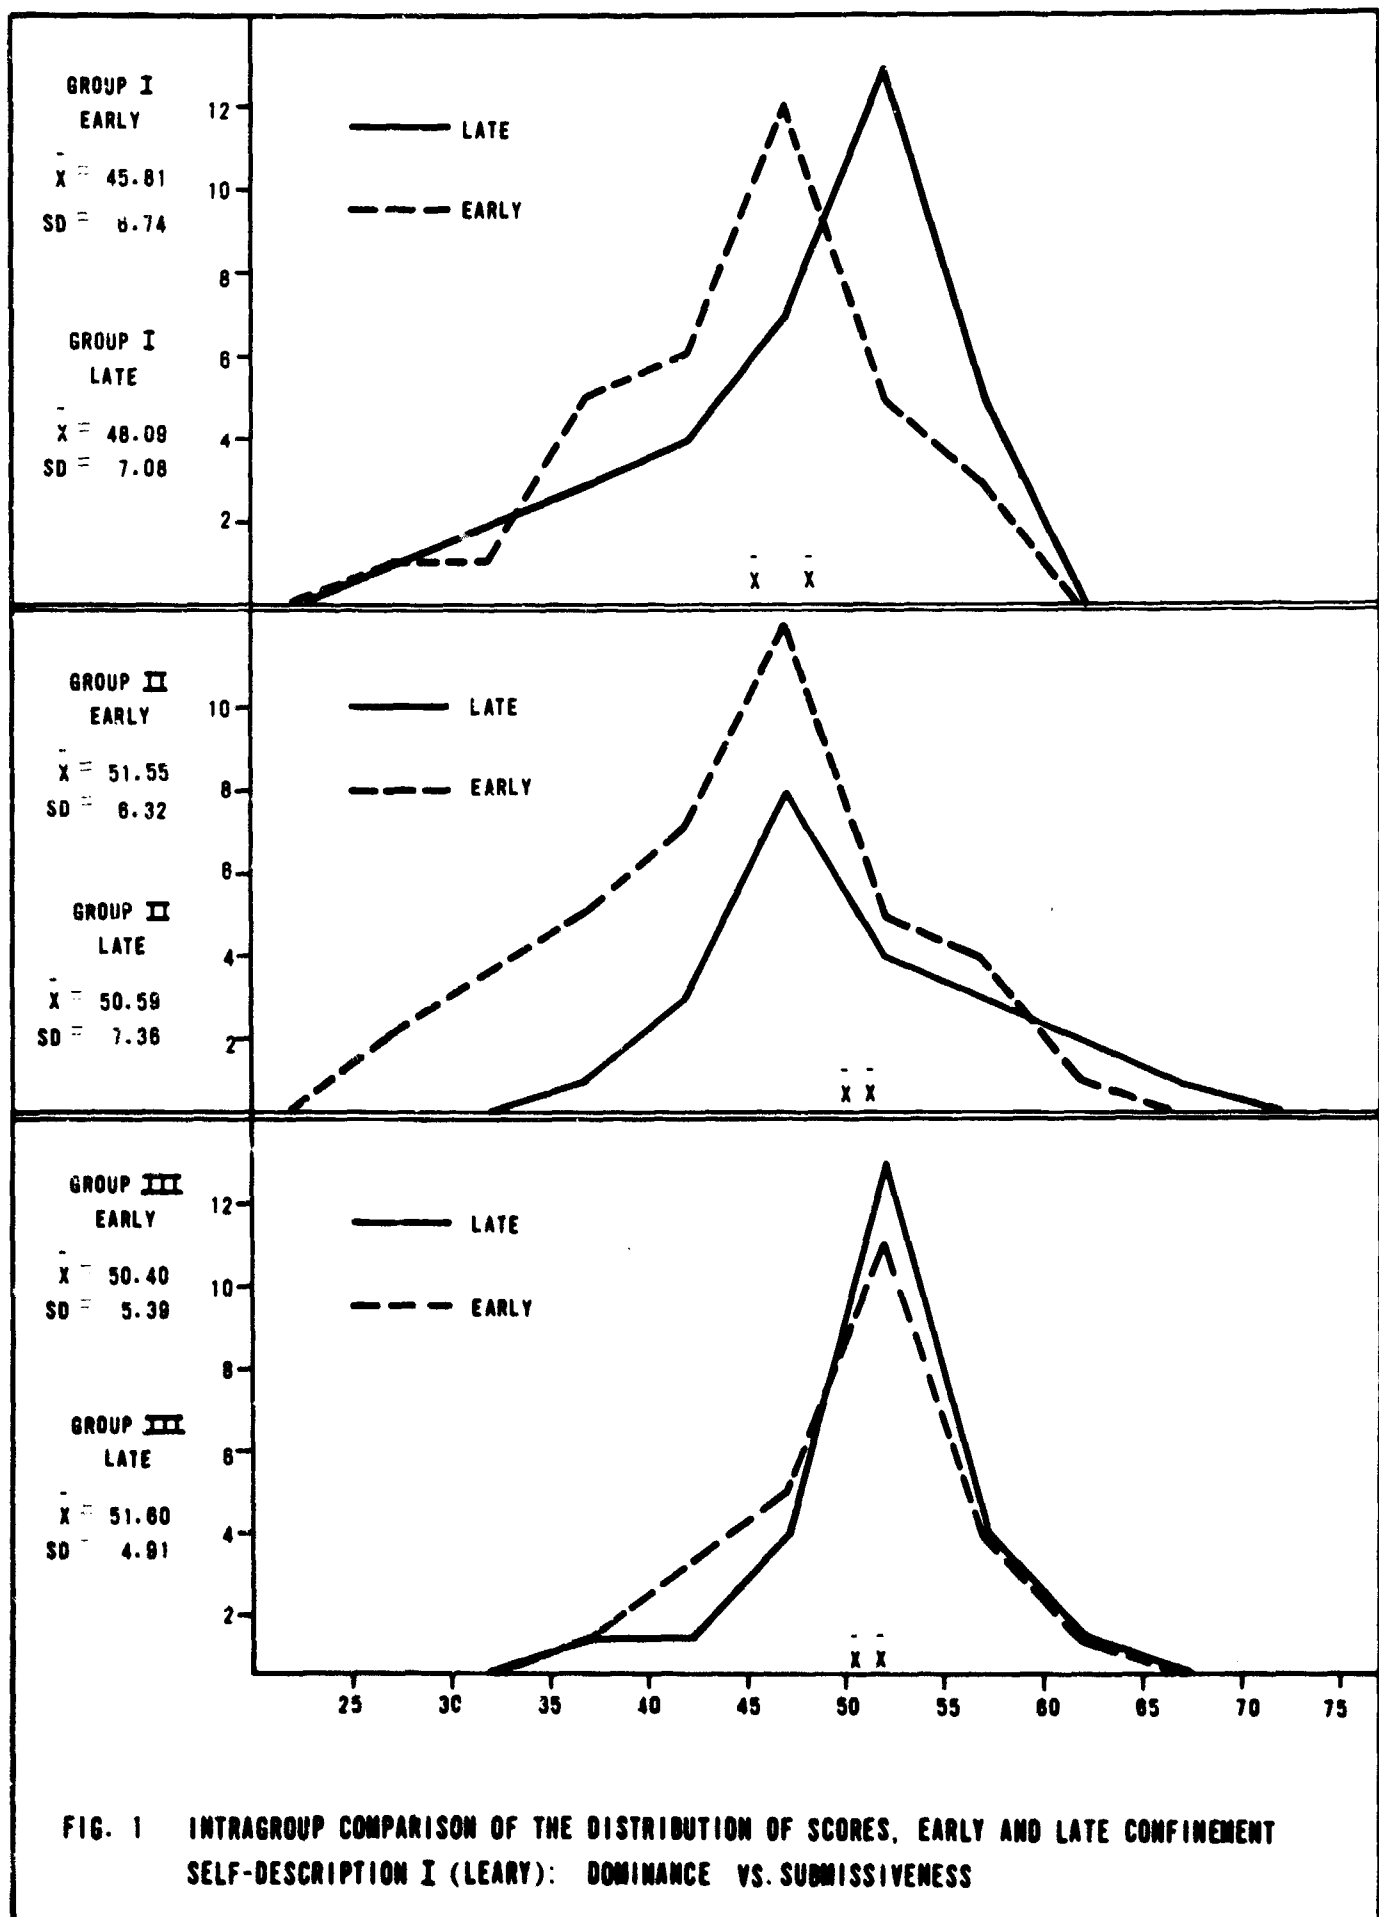 GROUP I
EARLY
x̄ = 45.81
SD = 6.74
GROUP I
LATE
x̄ = 48.09
SD = 7.08
12
10
8
6
4
2
LATE
EARLY
x̄ x̄
GROUP II
EARLY
x̄ = 51.55
SD = 6.32
GROUP II
LATE
x̄ = 50.59
SD = 7.36
10
8
6
4
2
LATE
EARLY
x̄ x̄
GROUP III
EARLY
x̄ = 50.40
SD = 5.39
GROUP III
LATE
x̄ = 51.60
SD = 4.91
12
10
8
6
4
2
LATE
EARLY
x̄ x̄
25 30 35 40 45 50 55 60 65 70 75
FIG. 1 INTRAGROUP COMPARISON OF THE DISTRIBUTION OF SCORES, EARLY AND LATE CONFINEMENT
SELF-DESCRIPTION I (LEARY): DOMINANCE VS. SUBMISSIVENESS